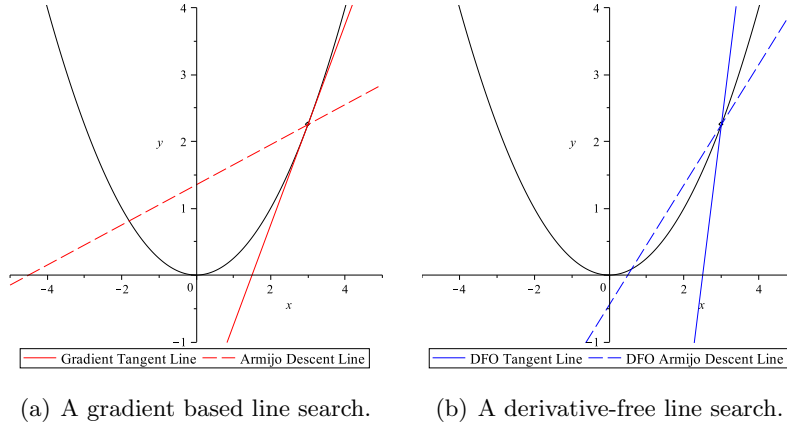 4
3
y
2
1
−4 −2 0 2 4
x
−1
Gradient Tangent Line Armijo Descent Line
(a) A gradient based line search.
4
3
y
2
1
−4 −2 0 2 4
x
−1
DFO Tangent Line DFO Armijo Descent Line
(b) A derivative-free line search.